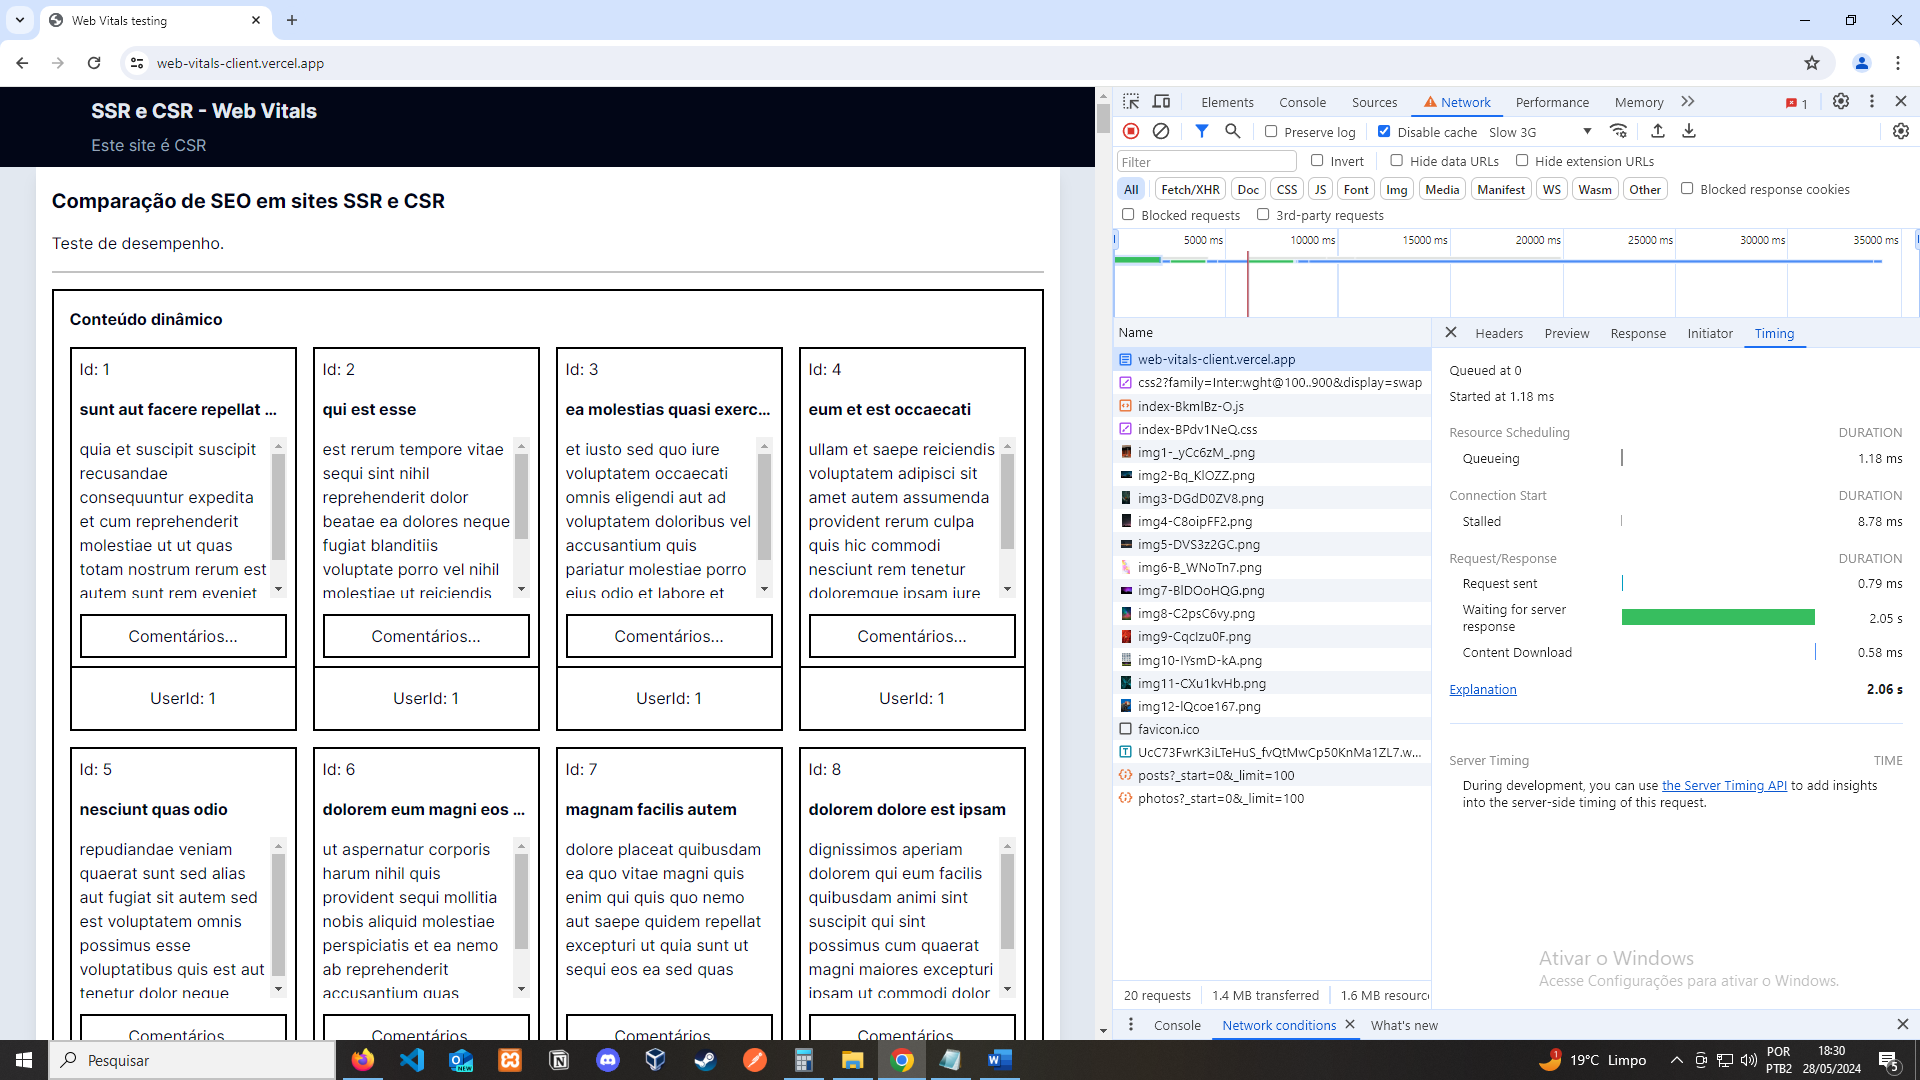 Web Vitals testing
web-vitals-client.vercel.app
SSR e CSR - Web Vitals
Este site é CSR
Comparação de SEO em sites SSR e CSR
Teste de desempenho.
Conteúdo dinâmico
Id: 1
sunt aut facere repellat ...
quia et suscipit suscipit
recusandae
consequuntur expedita
et cum reprehenderit
molestiae ut ut quas
totam nostrum rerum est
autem sunt rem eveniet
Comentários...
UserId: 1
Id: 2
qui est esse
est rerum tempore vitae
sequi sint nihil
reprehenderit dolor
beatae ea dolores neque
fugiat blanditiis
voluptate porro vel nihil
molestiae ut reiciendis
Comentários...
UserId: 1
Id: 3
ea molestias quasi exerc...
et iusto sed quo iure
voluptatem occaecati
omnis eligendi aut ad
voluptatem doloribus vel
accusantium quis
pariatur molestiae porro
eius odio et labore et
Comentários...
UserId: 1
Id: 4
eum et est occaecati
ullam et saepe reiciendis
voluptatem adipisci sit
amet autem assumenda
provident rerum culpa
quis hic commodi
nesciunt rem tenetur
doloremque ipsam iure
Comentários...
UserId: 1
Id: 5
nesciunt quas odio
repudiandae veniam
quaerat sunt sed alias
aut fugiat sit autem sed
est voluptatem omnis
possimus esse
voluptatibus quis est aut
tenetur dolor neque
Comentários
Id: 6
dolorem eum magni eos ...
ut aspernatur corporis
harum nihil quis
provident sequi mollitia
nobis aliquid molestiae
perspiciatis et ea nemo
ab reprehenderit
accusantium quas
Comentários
Id: 7
magnam facilis autem
dolore placeat quibusdam
ea quo vitae magni quis
enim qui quis quo nemo
aut saepe quidem repellat
excepturi ut quia sunt ut
sequi eos ea sed quas
Comentários
Id: 8
dolorem dolore est ipsam
dignissimos aperiam
dolorem qui eum facilis
quibusdam animi sint
suscipit qui sint
possimus cum quaerat
magni maiores excepturi
ipsam ut commodi dolor
Comentários
Elements Console Sources Network Performance Memory 1
Preserve log Disable cache Slow 3G
Filter Invert Hide data URLs Hide extension URLs
All Fetch/XHR Doc CSS JS Font Img Media Manifest WS Wasm Other Blocked response cookies
Blocked requests 3rd-party requests
5000 ms 10000 ms 15000 ms 20000 ms 25000 ms 30000 ms 35000 ms
Name
web-vitals-client.vercel.app
css2?family=Inter:wght@100..900&display=swap
index-BkmlBz-O.js
index-BPdv1NeQ.css
img1-_yCc6zM_.png
img2-Bq_KlOZZ.png
img3-DGdD0ZV8.png
img4-C8oipFF2.png
img5-DVS3z2GC.png
img6-B_WNoTn7.png
img7-BlDOoHQG.png
img8-C2psC6vy.png
img9-Cqclzu0F.png
img10-IYsmD-kA.png
img11-CXu1kvHb.png
img12-lQcoe167.png
favicon.ico
UcC73FwrK3iLTeHuS_fvQtMwCp50KnMa1ZL7.w...
posts?_start=0&_limit=100
photos?_start=0&_limit=100
20 requests 1.4 MB transferred 1.6 MB resourc
Headers Preview Response Initiator Timing
Queued at 0
Started at 1.18 ms
Resource Scheduling DURATION
Queueing 1.18 ms
Connection Start DURATION
Stalled 8.78 ms
Request/Response DURATION
Request sent 0.79 ms
Waiting for server
response 2.05 s
Content Download 0.58 ms
Explanation 2.06 s
Server Timing TIME
During development, you can use the Server Timing API to add insights
into the server-side timing of this request.
Ativar o Windows
Acesse Configurações para ativar o Windows.
Console Network conditions What's new
Pesquisar
NEW
1 19°C Limpo
POR
PTB2
18:30
28/05/2024
5